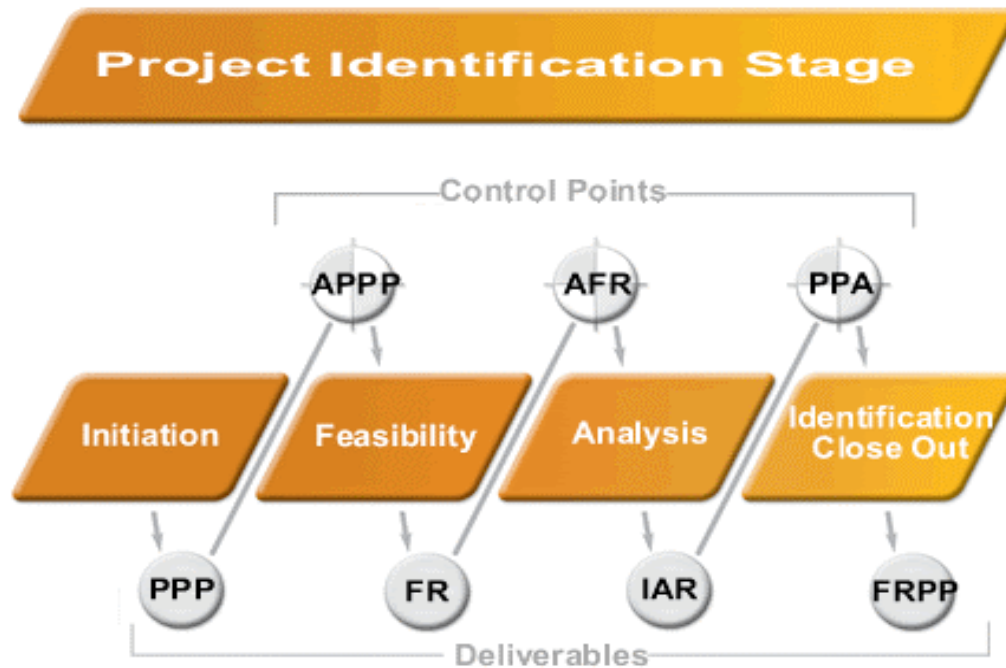 Project Identification Stage
Control Points
APPP
AFR
PPA
Initiation
Feasibility
Analysis
Identification
Close Out
PPP
FR
IAR
FRPP
Deliverables